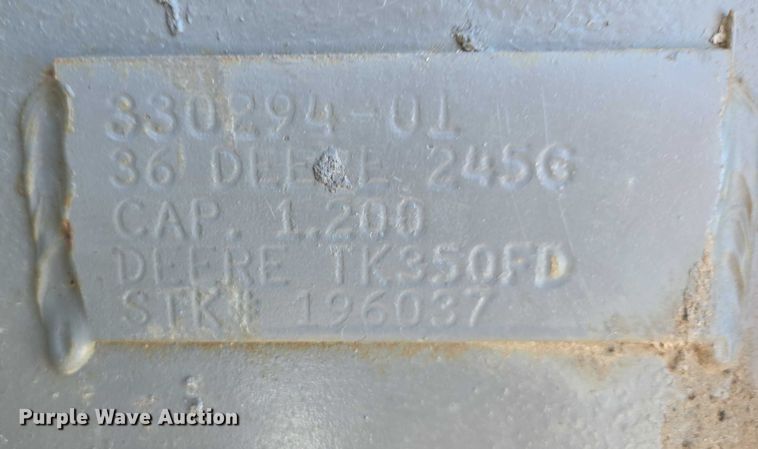 330294-01
36 DEERE 245G
CAP. 1.200
DEERE TK350FD
STK# 196037
Purple Wave Auction